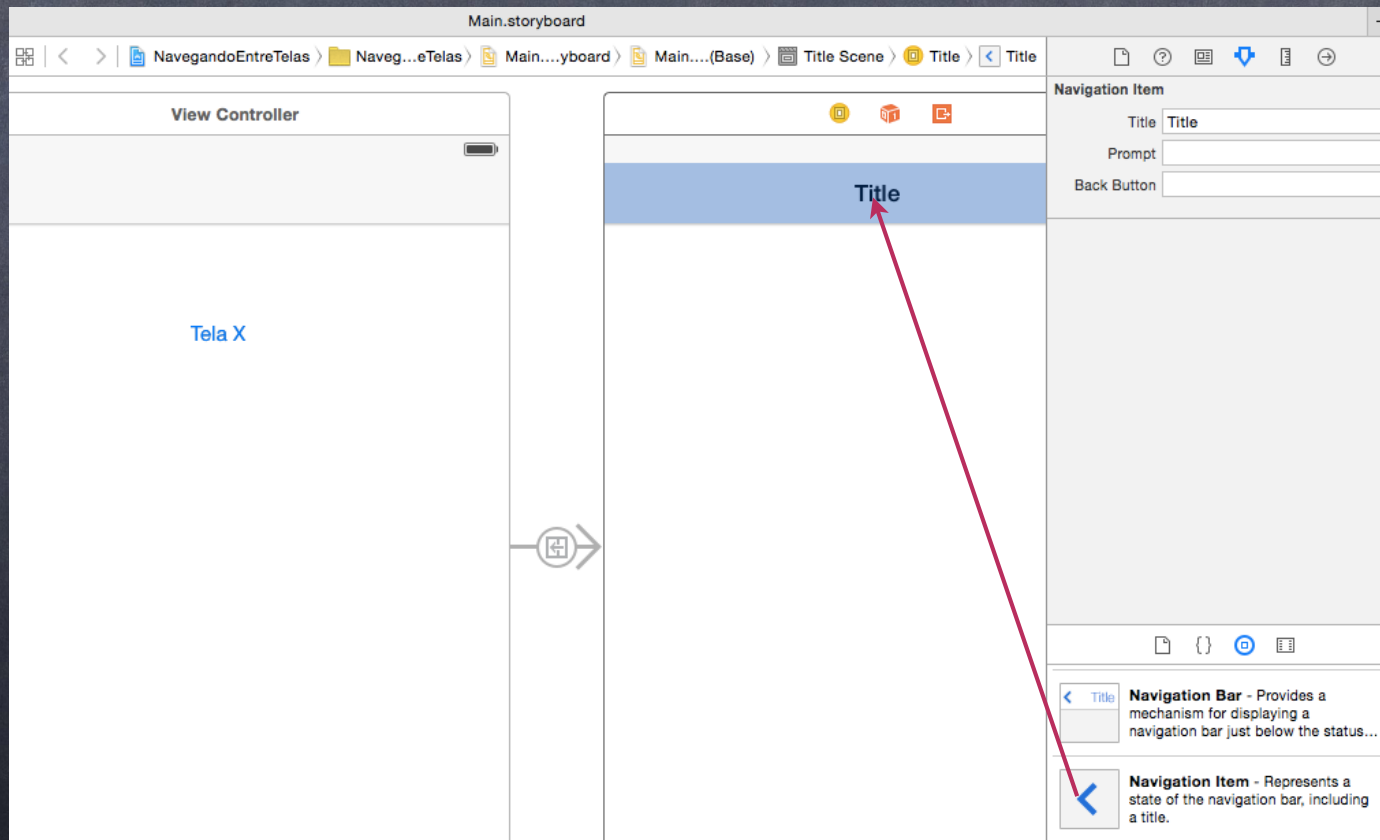 Main.storyboard
NavegandoEntreTelas Naveg...eTelas Main....yboard Main....(Base) Title Scene Title Title
View Controller
Title
Tela X
Navigation Item
Title Title
Prompt
Back Button
Title
Navigation Bar - Provides a
mechanism for displaying a
navigation bar just below the status...
Navigation Item - Represents a
state of the navigation bar, including
a title.